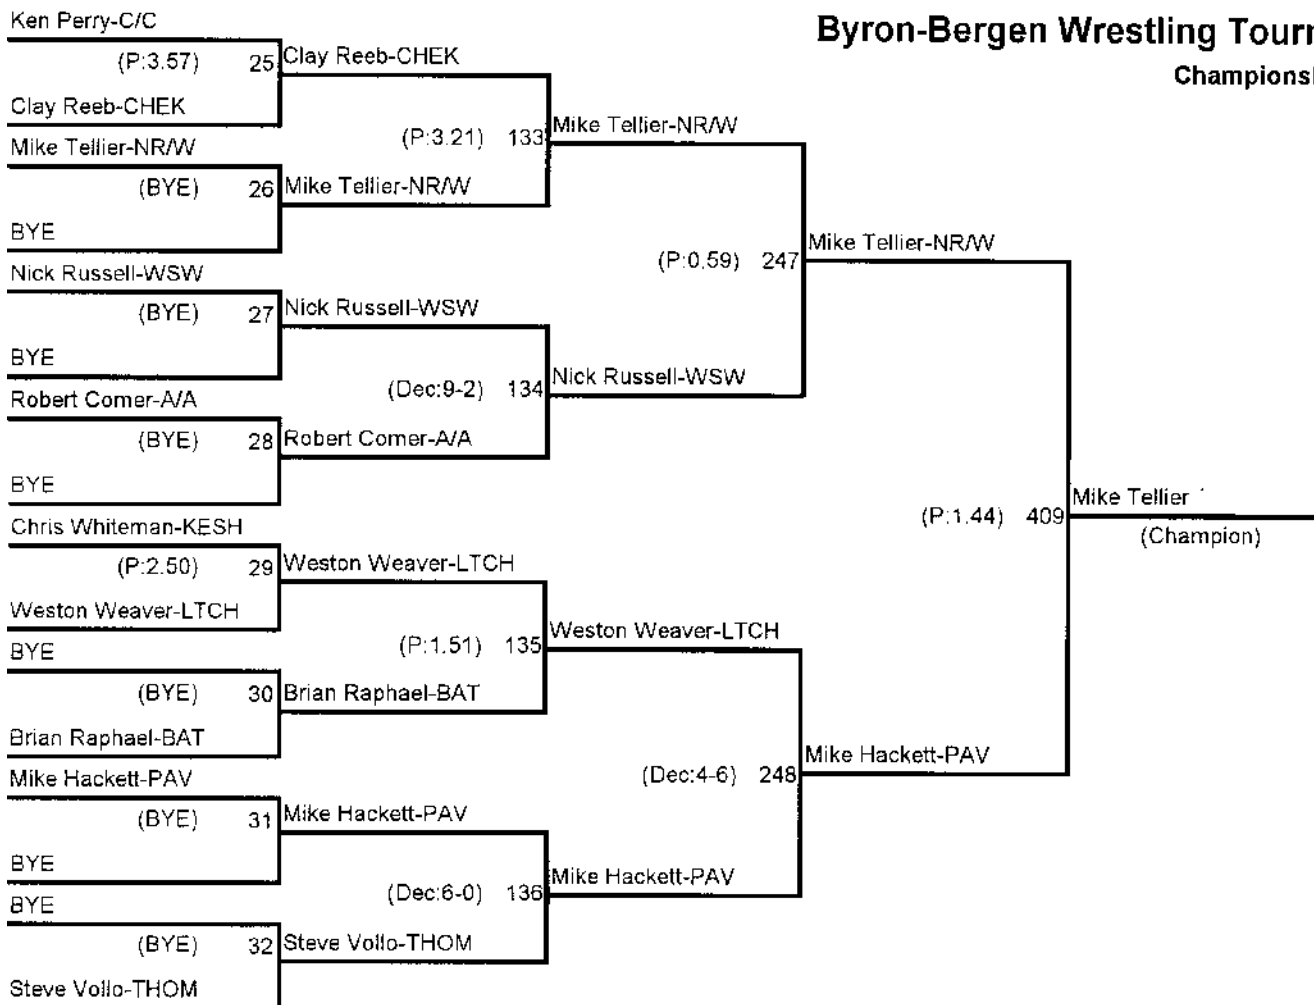 Byron-Bergen Wrestling Tourn
Championsh
Ken Perry-C/C
(P:3.57) 25
Clay Reeb-CHEK
Clay Reeb-CHEK
Mike Tellier-NR/W
(BYE) 26
BYE
Mike Tellier-NR/W
(P:3.21) 133
Mike Tellier-NR/W
Nick Russell-WSW
(BYE) 27
BYE
Nick Russell-WSW
Robert Comer-A/A
(BYE) 28
BYE
Robert Comer-A/A
(Dec:9-2) 134
Nick Russell-WSW
(P:0.59) 247
Mike Tellier-NR/W
Chris Whiteman-KESH
(P:2.50) 29
Weston Weaver-LTCH
Weston Weaver-LTCH
BYE
(BYE) 30
Brian Raphael-BAT
Brian Raphael-BAT
(P:1.51) 135
Weston Weaver-LTCH
Mike Hackett-PAV
(BYE) 31
BYE
Mike Hackett-PAV
BYE
(BYE) 32
Steve Vollo-THOM
Steve Vollo-THOM
(Dec:6-0) 136
Mike Hackett-PAV
(Dec:4-6) 248
Mike Hackett-PAV
(P:1.44) 409
Mike Tellier
(Champion)